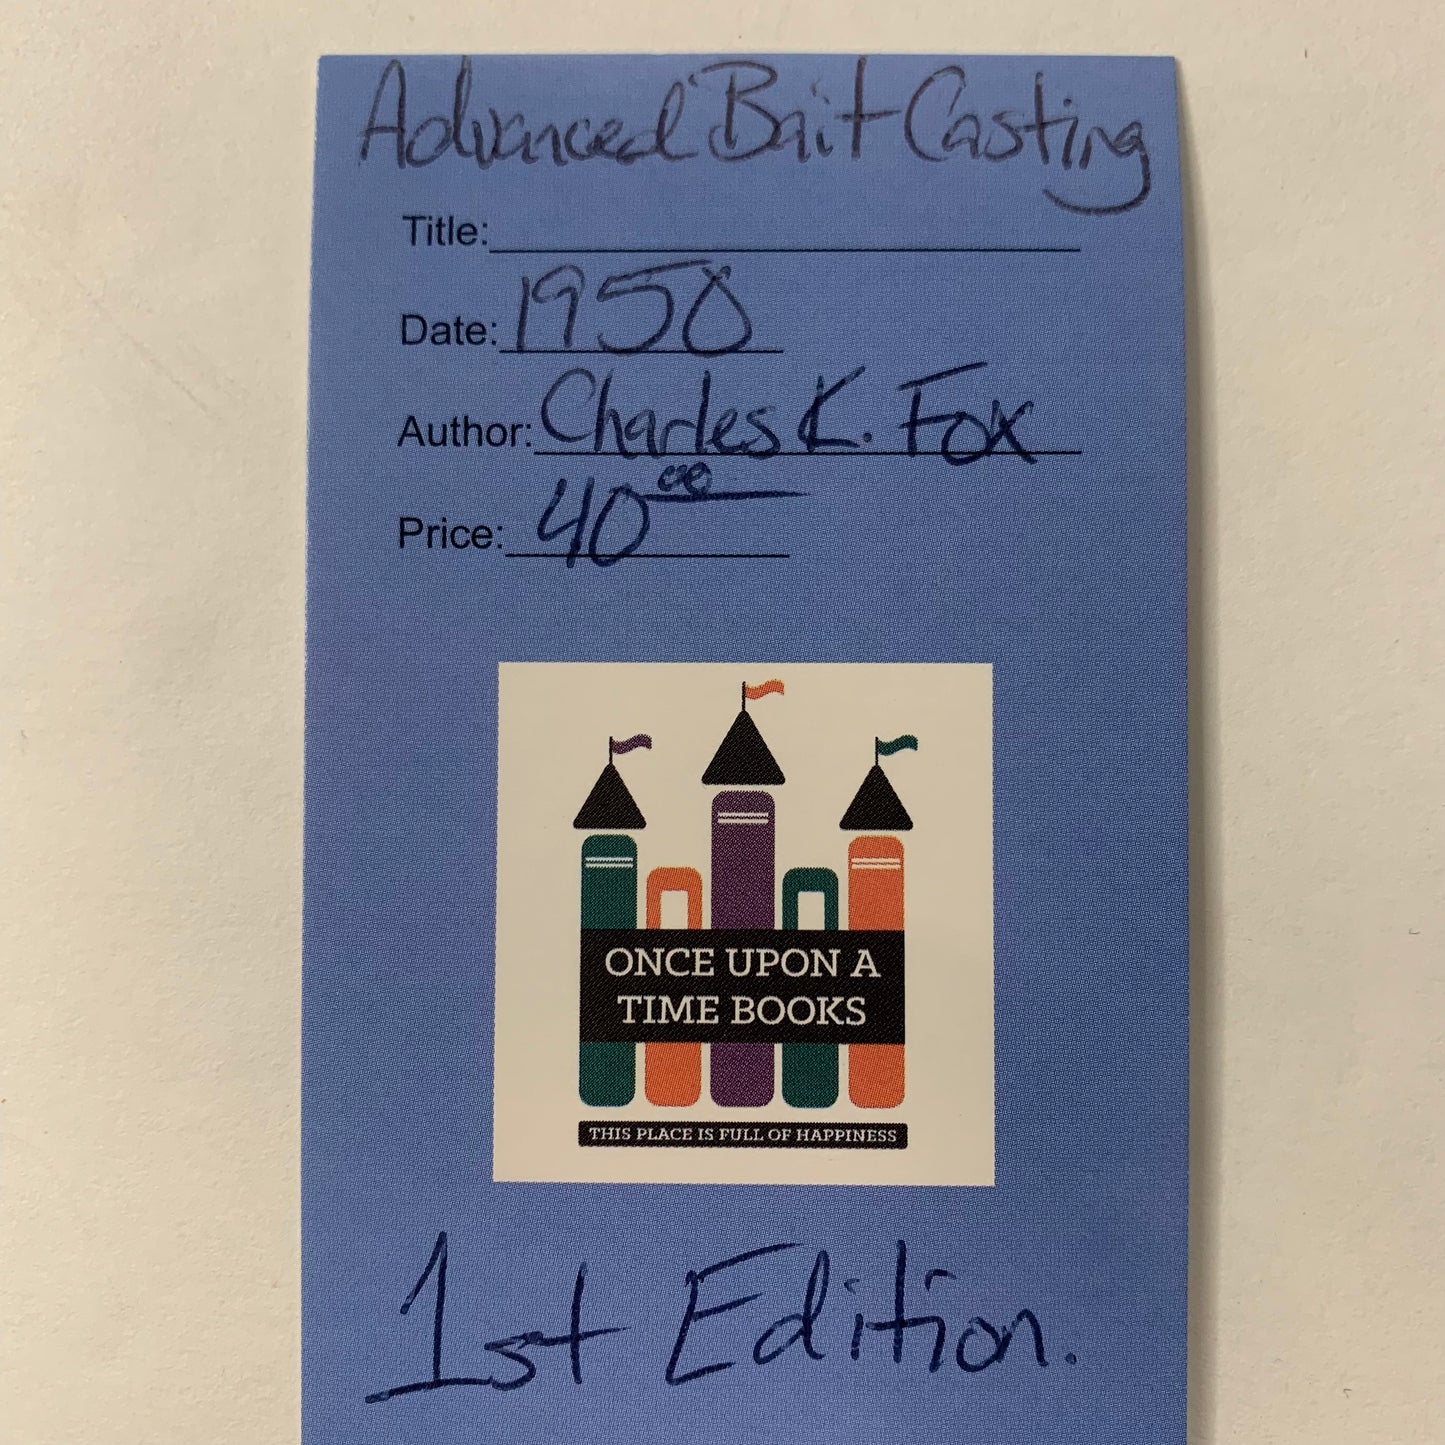 Advanced Bait Casting
Title:
Date: 1950
Author: Charles K. Fox
Price: 40 00
ONCE UPON A
TIME BOOKS
THIS PLACE IS FULL OF HAPPINESS
1st Edition.